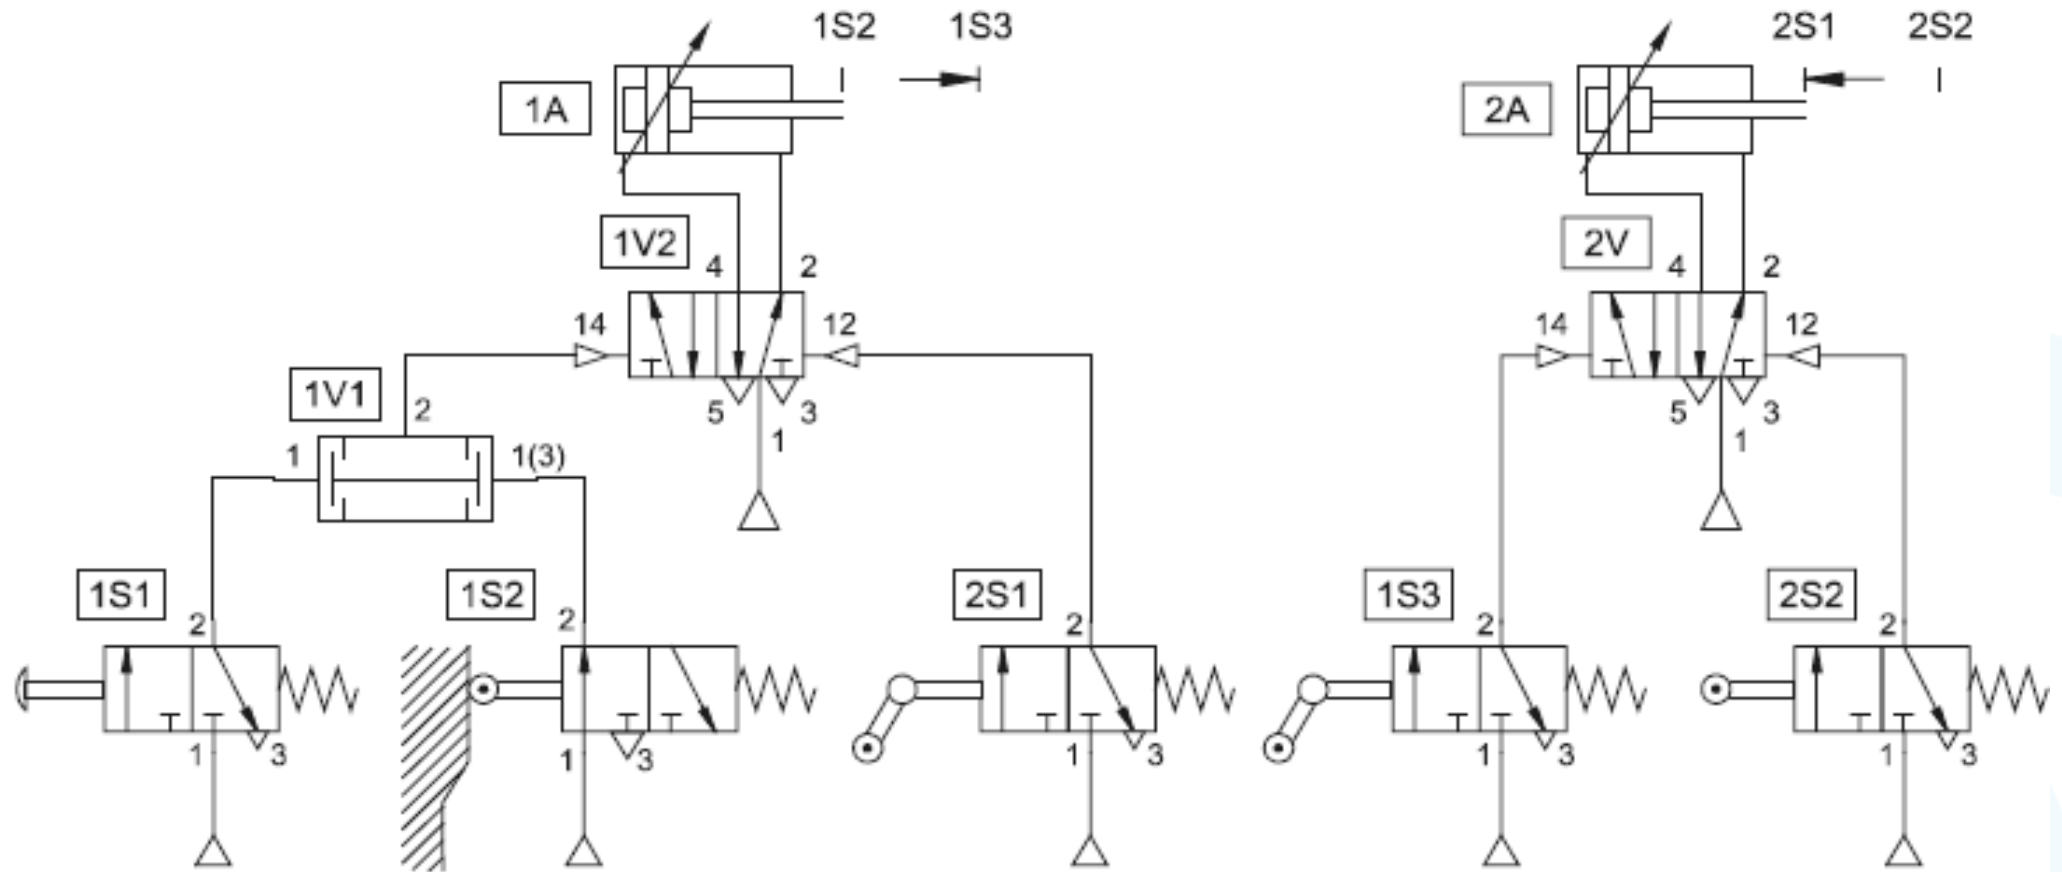 1S2 1S3 2S1 2S2
1A 2A
1V2 4 2 2V 4 2
14 12 14 12
1V1 2 5 3 5 3
1 1
1 1(3)
1S1 1S2 2S1 1S3 2S2
2 2 2 2 2
1 3 1 3 1 3 1 3 1 3